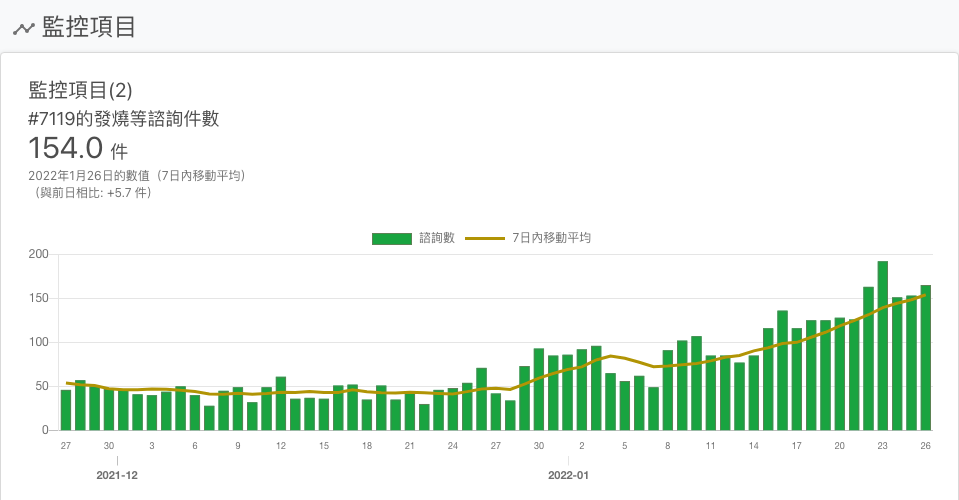 監控項目
監控項目(2)
#7119的發燒等諮詢件數
154.0 件
2022年1月26日的數值（7日內移動平均）
（與前日相比: +5.7 件）
諮詢數 7日內移動平均
200
150
100
50
0
27 30 3 6 9 12 15 18 21 24 27 30 2 5 8 11 14 17 20 23 26
2021-12 2022-01